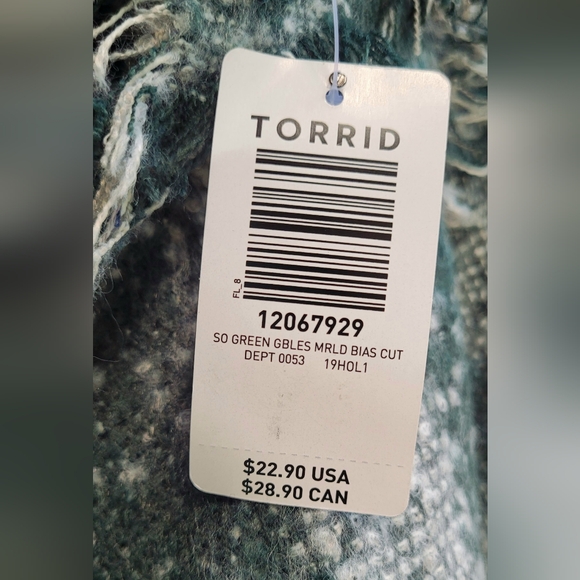 TORRID
FL_8
12067929
SO GREEN GBLES MRLD BIAS CUT
DEPT 0053 19HOL1
$22.90 USA
$28.90 CAN